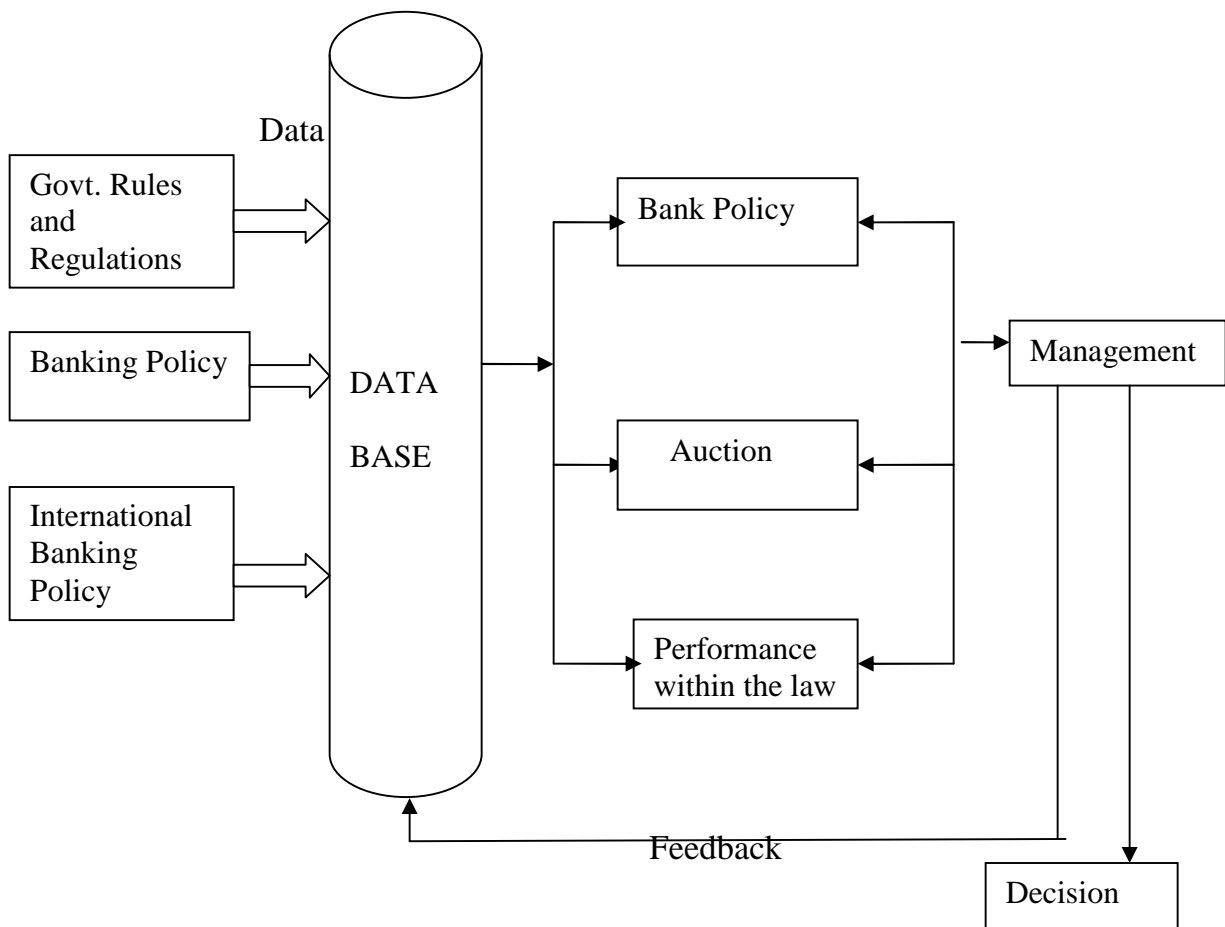 Data
Govt. Rules
and
Regulations
Banking Policy
International
Banking
Policy
DATA
BASE
Bank Policy
Auction
Performance
within the law
Management
Feedback
Decision